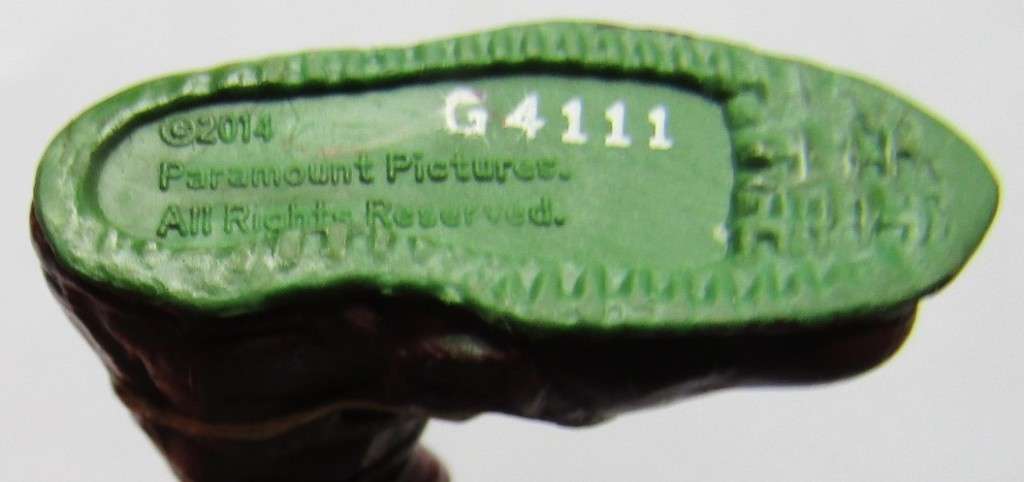 ©2014 G4111
Paramount Pictures.
All Rights Reserved.